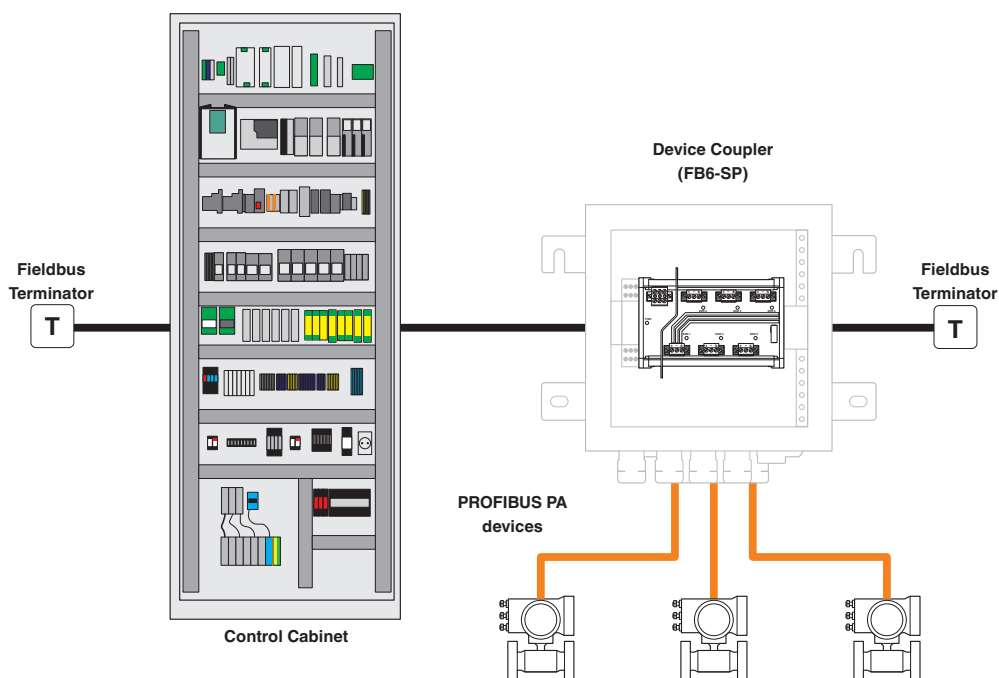 Device Coupler
(FB6-SP)
Fieldbus
Terminator
T
Fieldbus
Terminator
T
PROFIBUS PA
devices
Control Cabinet